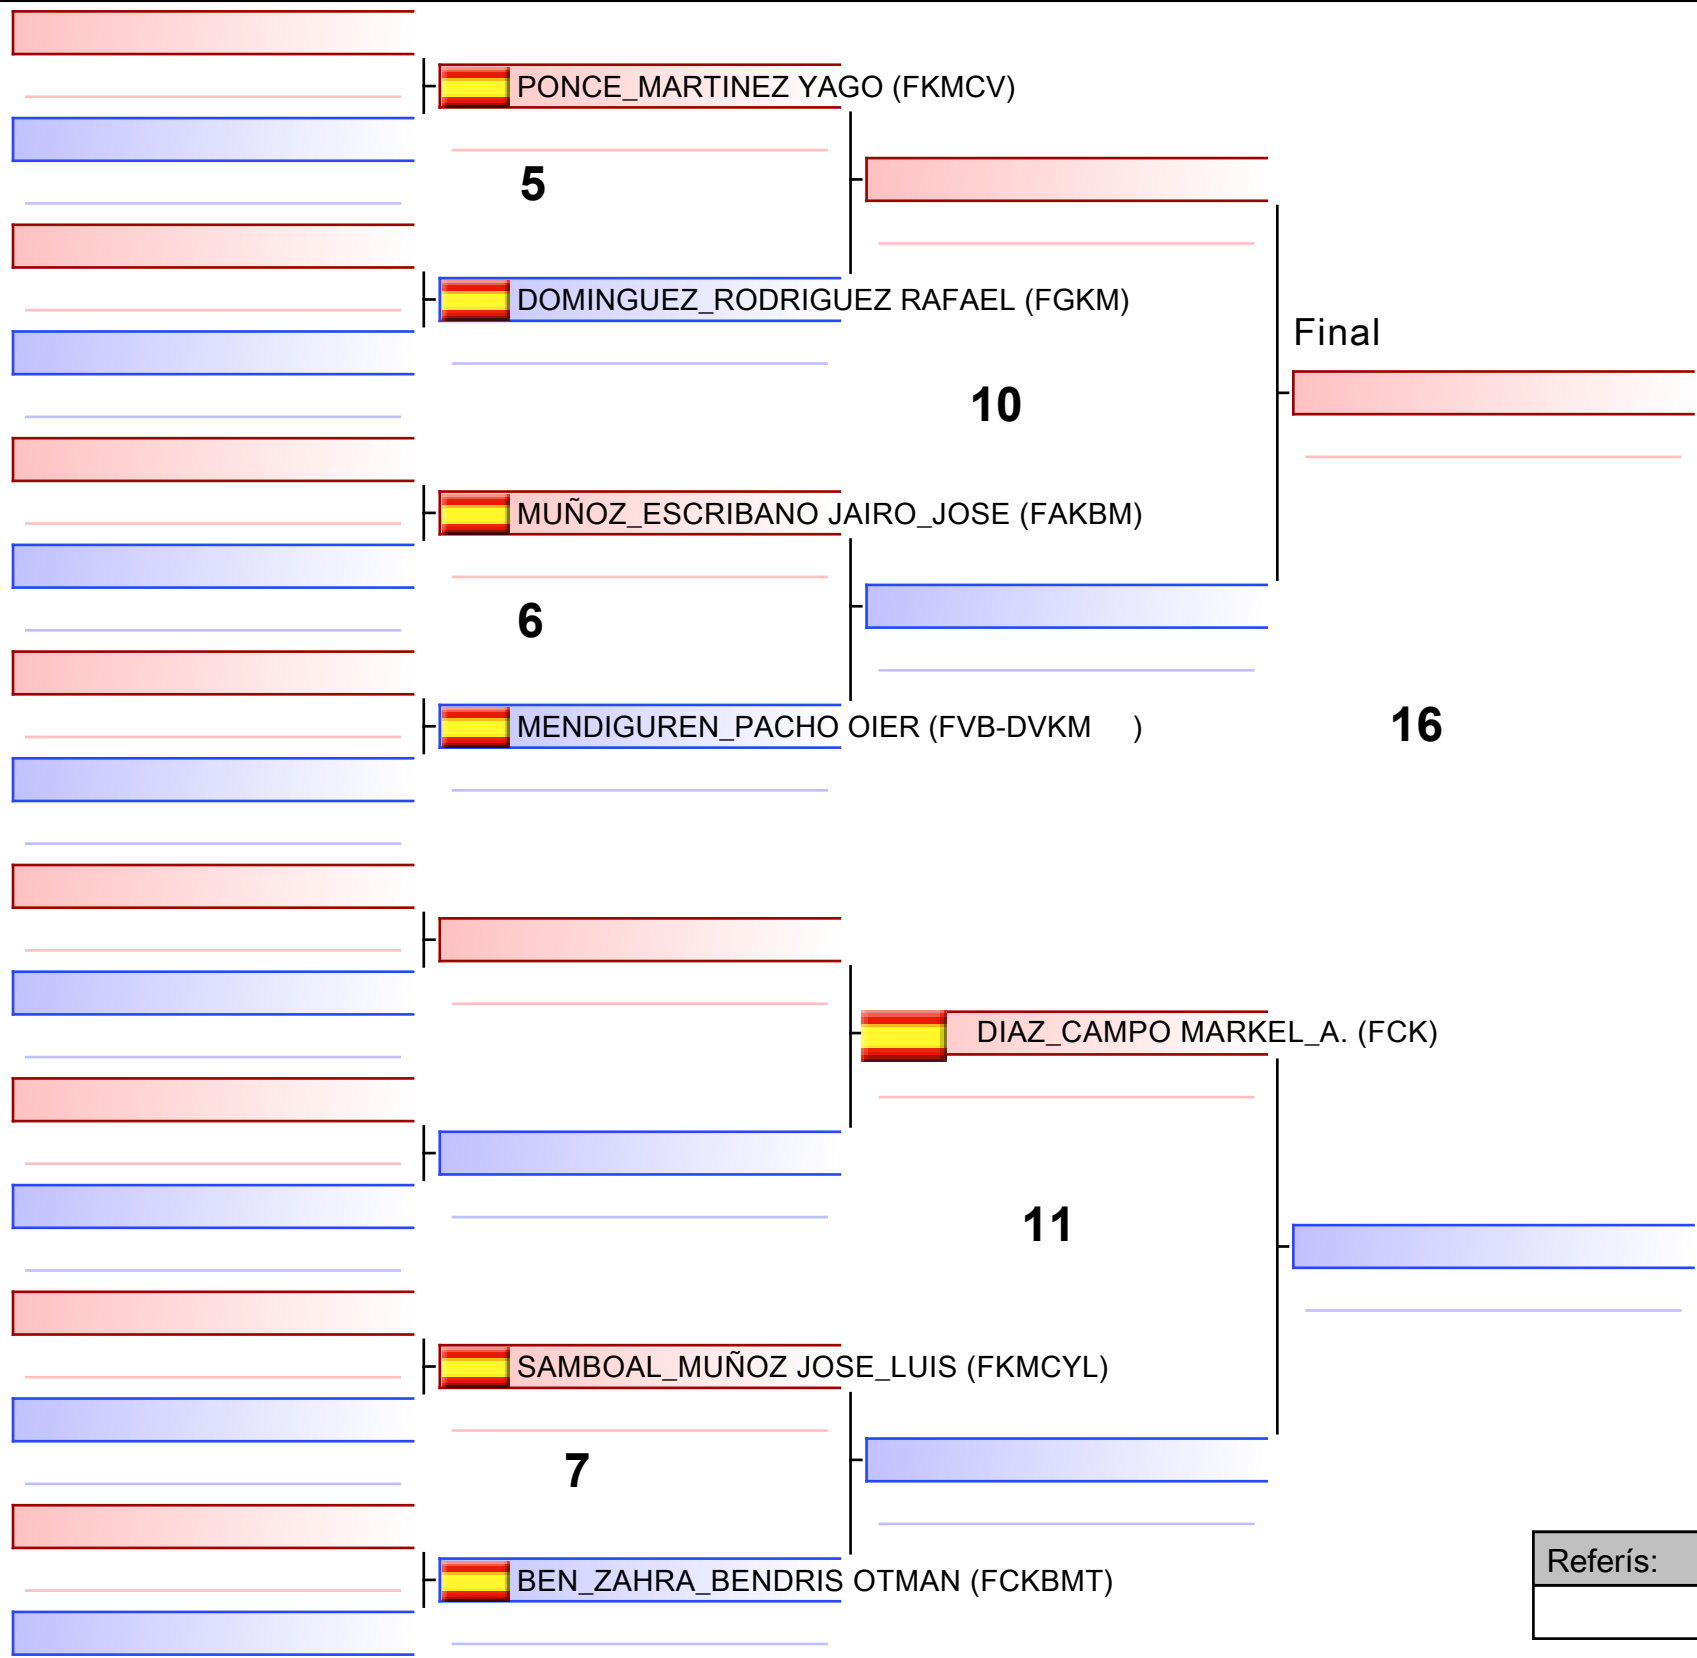 PONCE_MARTINEZ YAGO (FKMCV)
5
DOMINGUEZ_RODRIGUEZ RAFAEL (FGKM)
Final
10
MUÑOZ_ESCRIBANO JAIRO_JOSE (FAKBM)
6
MENDIGUREN_PACHO OIER (FVB-DVKM )
16
DIAZ_CAMPO MARKEL_A. (FCK)
11
SAMBOAL_MUÑOZ JOSE_LUIS (FKMCYL)
7
BEN_ZAHRA_BENDRIS OTMAN (FCKBMT)
Referís: